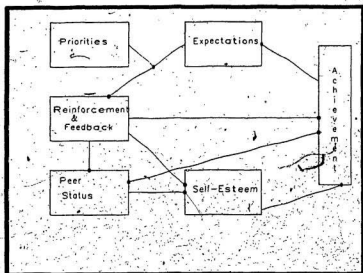 Priorities
Expectations
Reinforcement
&
Feedback
Peer
Status
Self-Esteem
Achievement